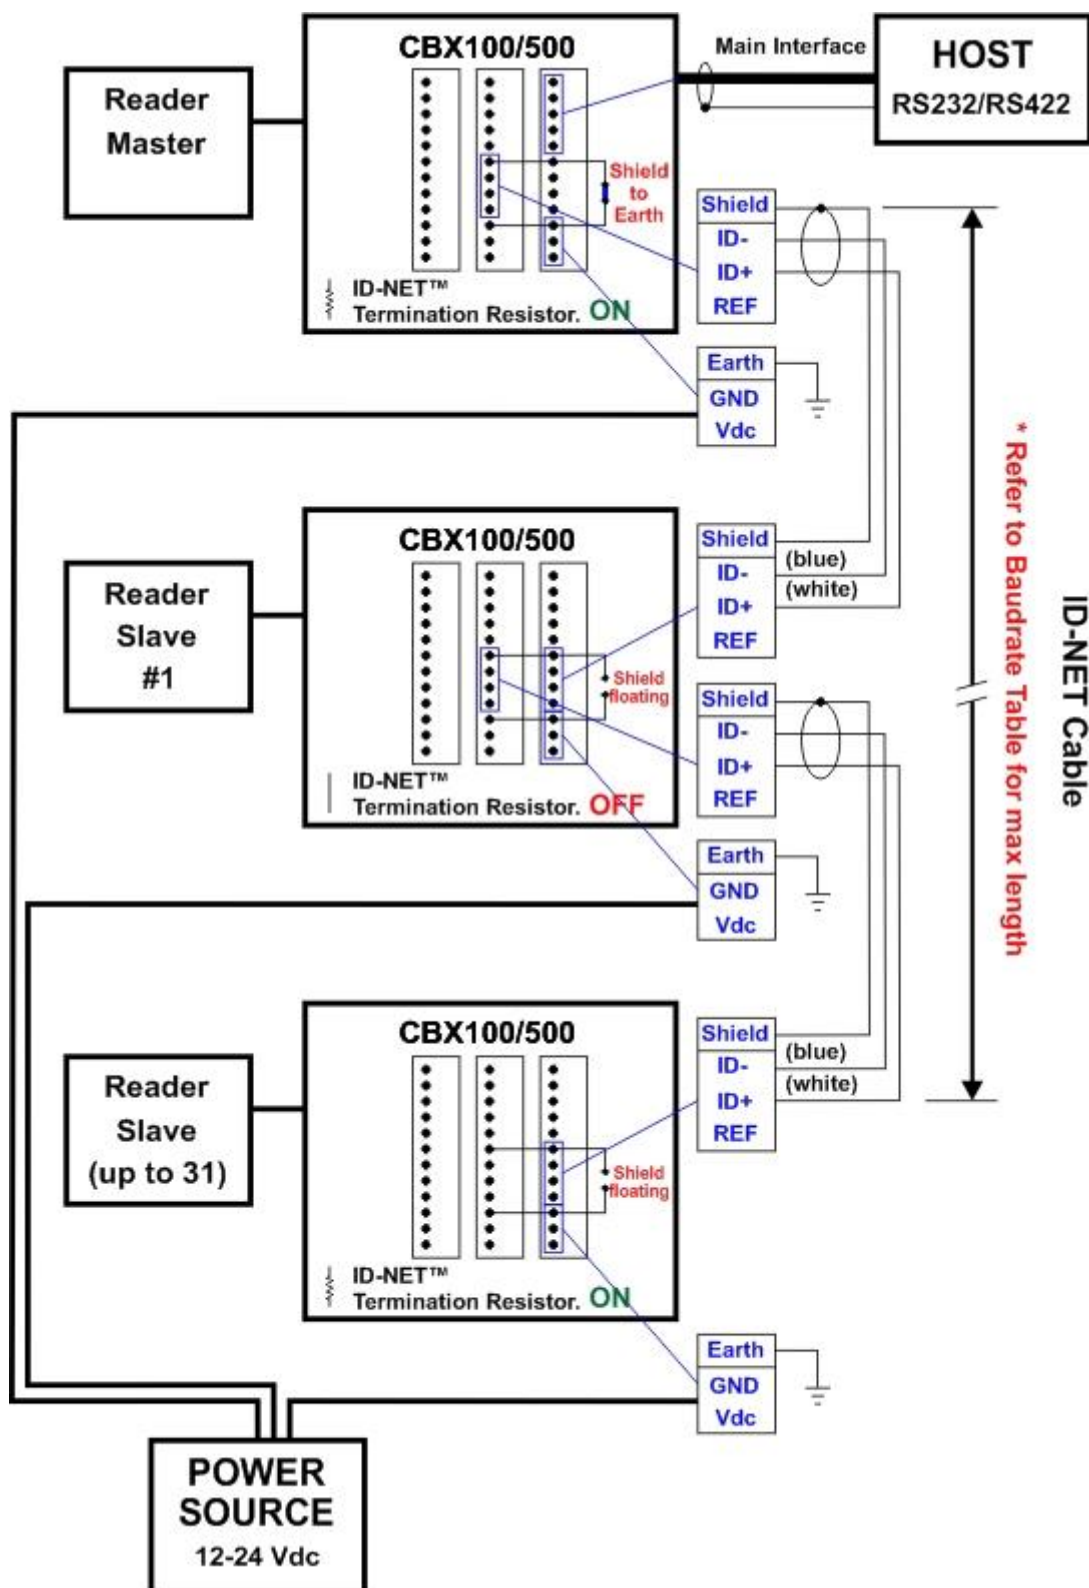 CBX100/500
Main Interface
HOST
RS232/RS422
Reader
Master
Shield
to
Earth
Shield
ID-
ID+
REF
ID-NET™
Termination Resistor. ON
Earth
GND
Vdc
CBX100/500
Reader
Slave
#1
Shield
floating
Shield
ID-
ID+
REF
(blue)
(white)
Shield
ID-
ID+
REF
ID-NET™
Termination Resistor. OFF
Earth
GND
Vdc
* Refer to Baudrate Table for max length
ID-NET Cable
CBX100/500
Reader
Slave
(up to 31)
Shield
floating
Shield
ID-
ID+
REF
(blue)
(white)
ID-NET™
Termination Resistor. ON
Earth
GND
Vdc
POWER
SOURCE
12-24 Vdc